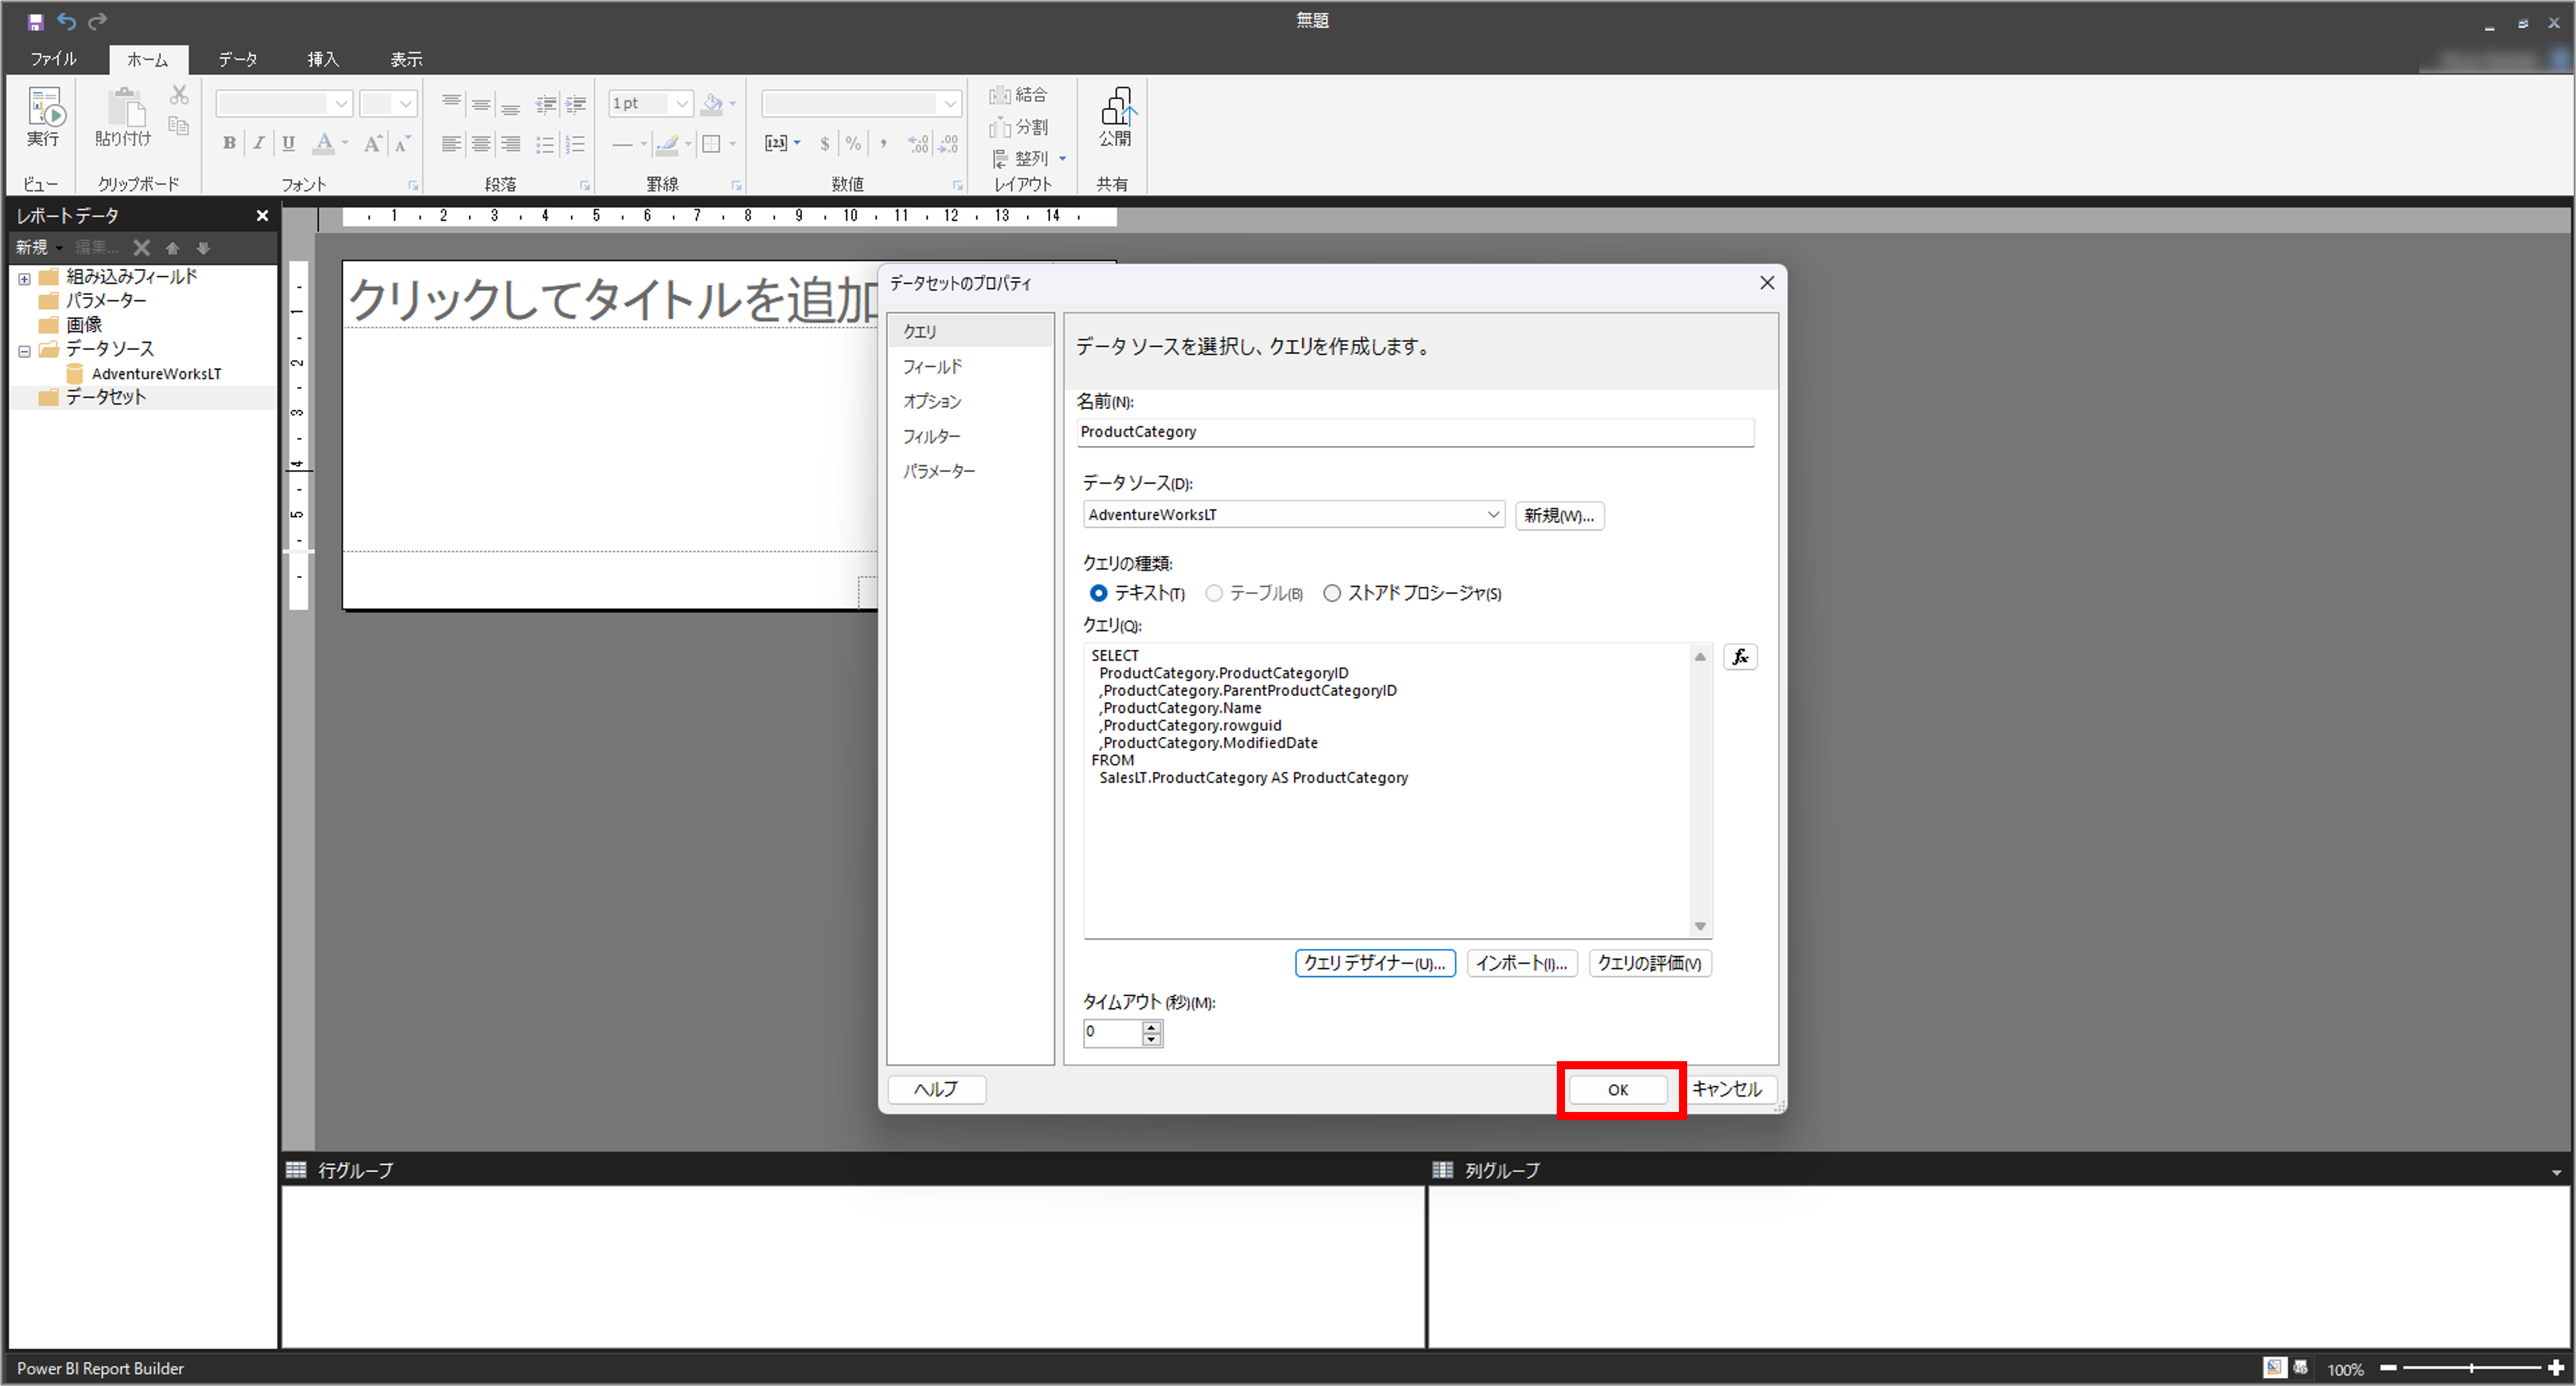 無題
ファイル ホーム データ 挿入 表示
実行
貼り付け
1 pt
結合
分割
整列
公開
ビュー クリップボード フォント 段落 罫線 数値 レイアウト 共有
レポート データ
新規 編集...
組み込みフィールド
パラメーター
画像
データ ソース
AdventureWorksLT
データセット
1 2 3 4 5 6 7 8 9 10 11 12 13 14
1
2
3
4
5
クリックしてタイトルを追加
データセットのプロパティ
クエリ
フィールド
オプション
フィルター
パラメーター
データ ソースを選択し、クエリを作成します。
名前(N):
ProductCategory
データ ソース(D):
AdventureWorksLT
新規(W)...
クエリの種類:
テキスト(T) テーブル(B) ストアド プロシージャ(S)
クエリ(Q):
SELECT
ProductCategory.ProductCategoryID
,ProductCategory.ParentProductCategoryID
,ProductCategory.Name
,ProductCategory.rowguid
,ProductCategory.ModifiedDate
FROM
SalesLT.ProductCategory AS ProductCategory
fx
クエリ デザイナー(U)... インポート(I)... クエリの評価(V)
タイムアウト (秒)(M):
0
ヘルプ OK キャンセル
行グループ 列グループ
Power BI Report Builder 100%